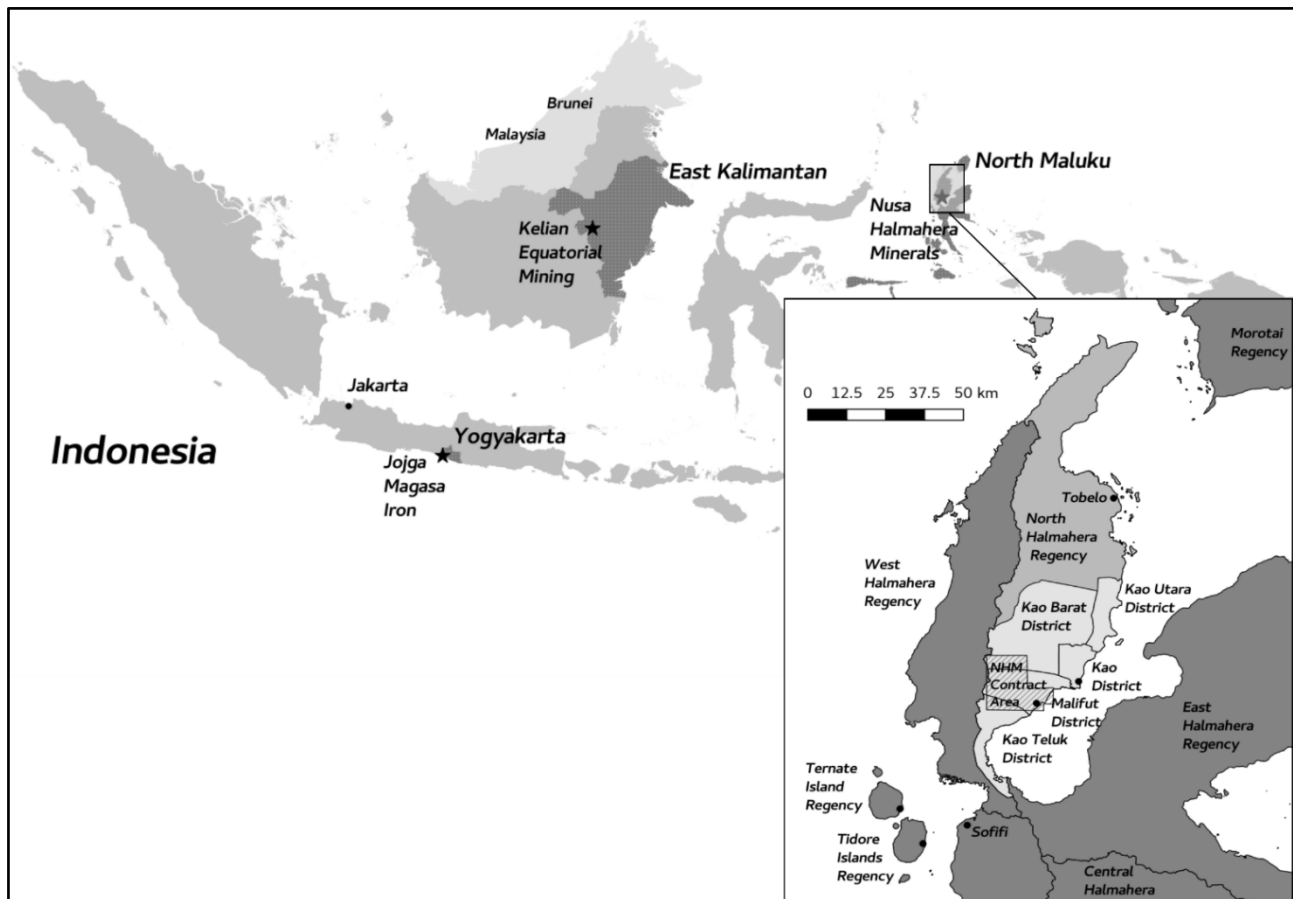 Brunei
Malaysia
East Kalimantan
North Maluku
Kelian
Equatorial
Mining
Nusa
Halmahera
Minerals
Jakarta
Yogyakarta
Indonesia
Jojga
Magasa
Iron
Morotai
Regency
0 12.5 25 37.5 50 km
Tobelo
North
Halmahera
Regency
West
Halmahera
Regency
Kao Utara
District
Kao Barat
District
NHM
Contract
Area
Kao
District
Malifut
District
East
Halmahera
Regency
Kao Teluk
District
Ternate
Island
Regency
Sofifi
Tidore
Islands
Regency
Central
Halmahera